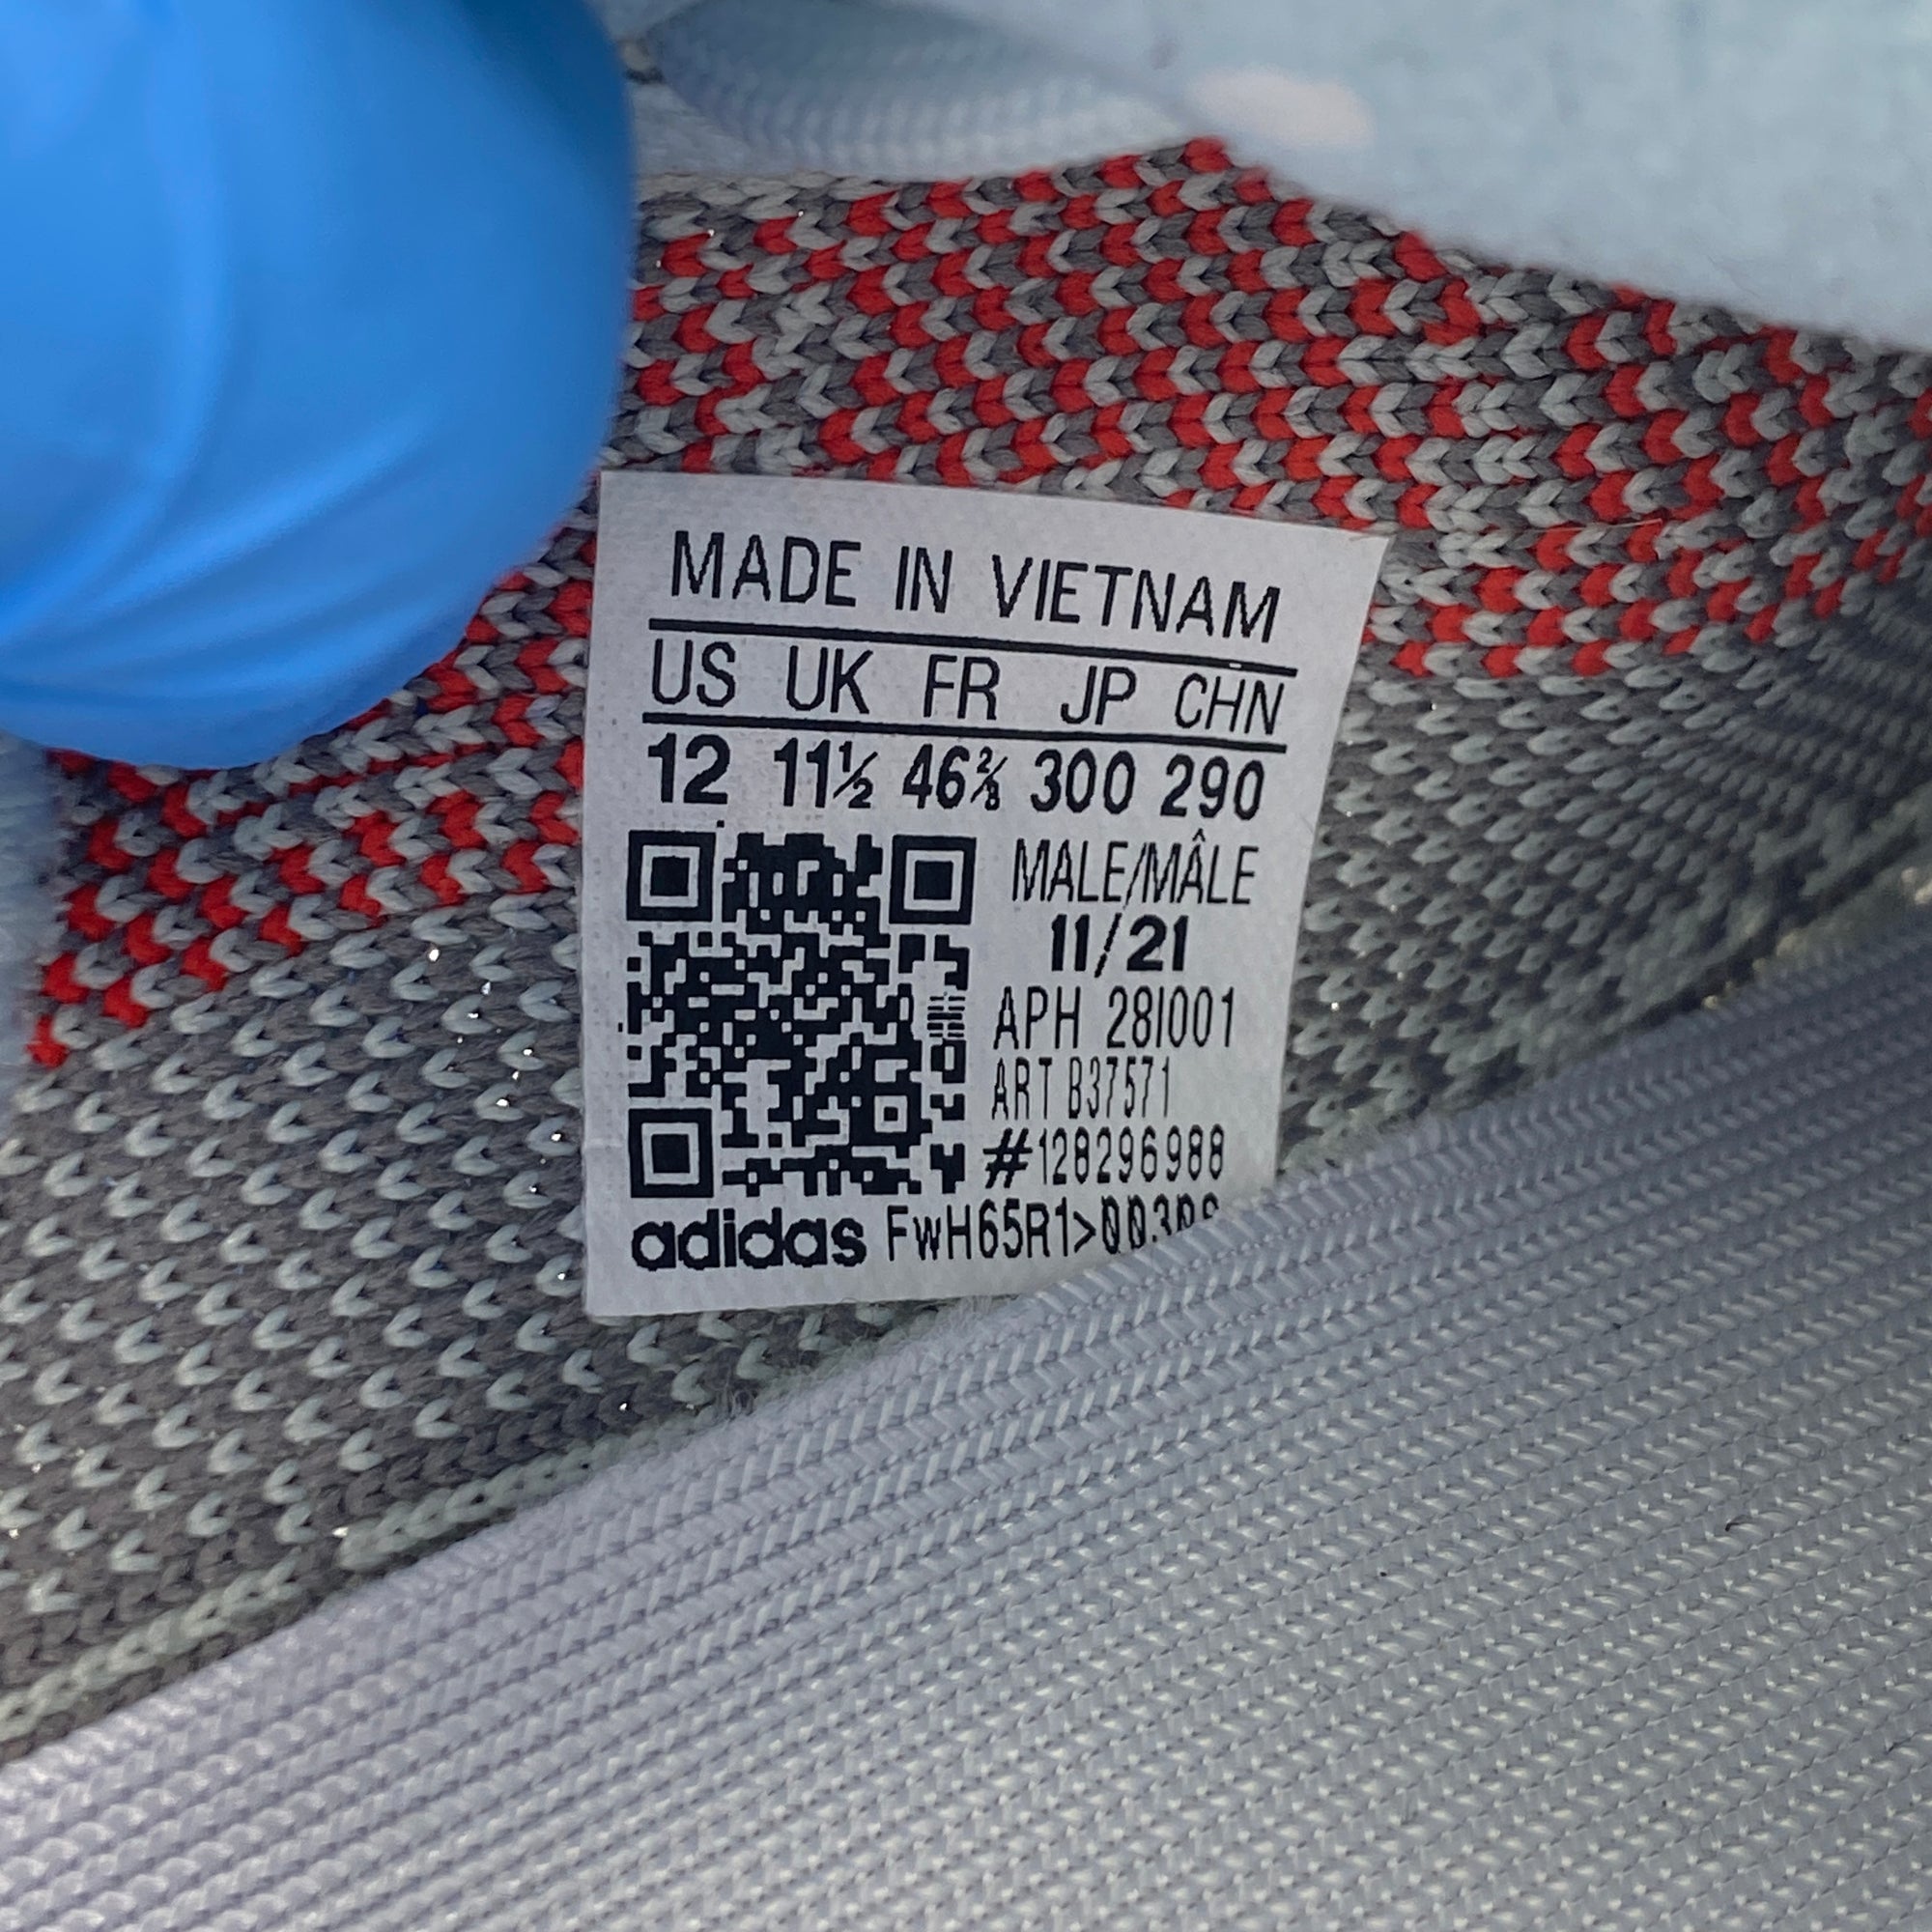 MADE IN VIETNAM
US UK FR JP CHN
12 11½ 46⅔ 300 290
MALE/MÂLE
11/21
APH 28I001
ART B37571
#128296988
adidas FwH65R1>